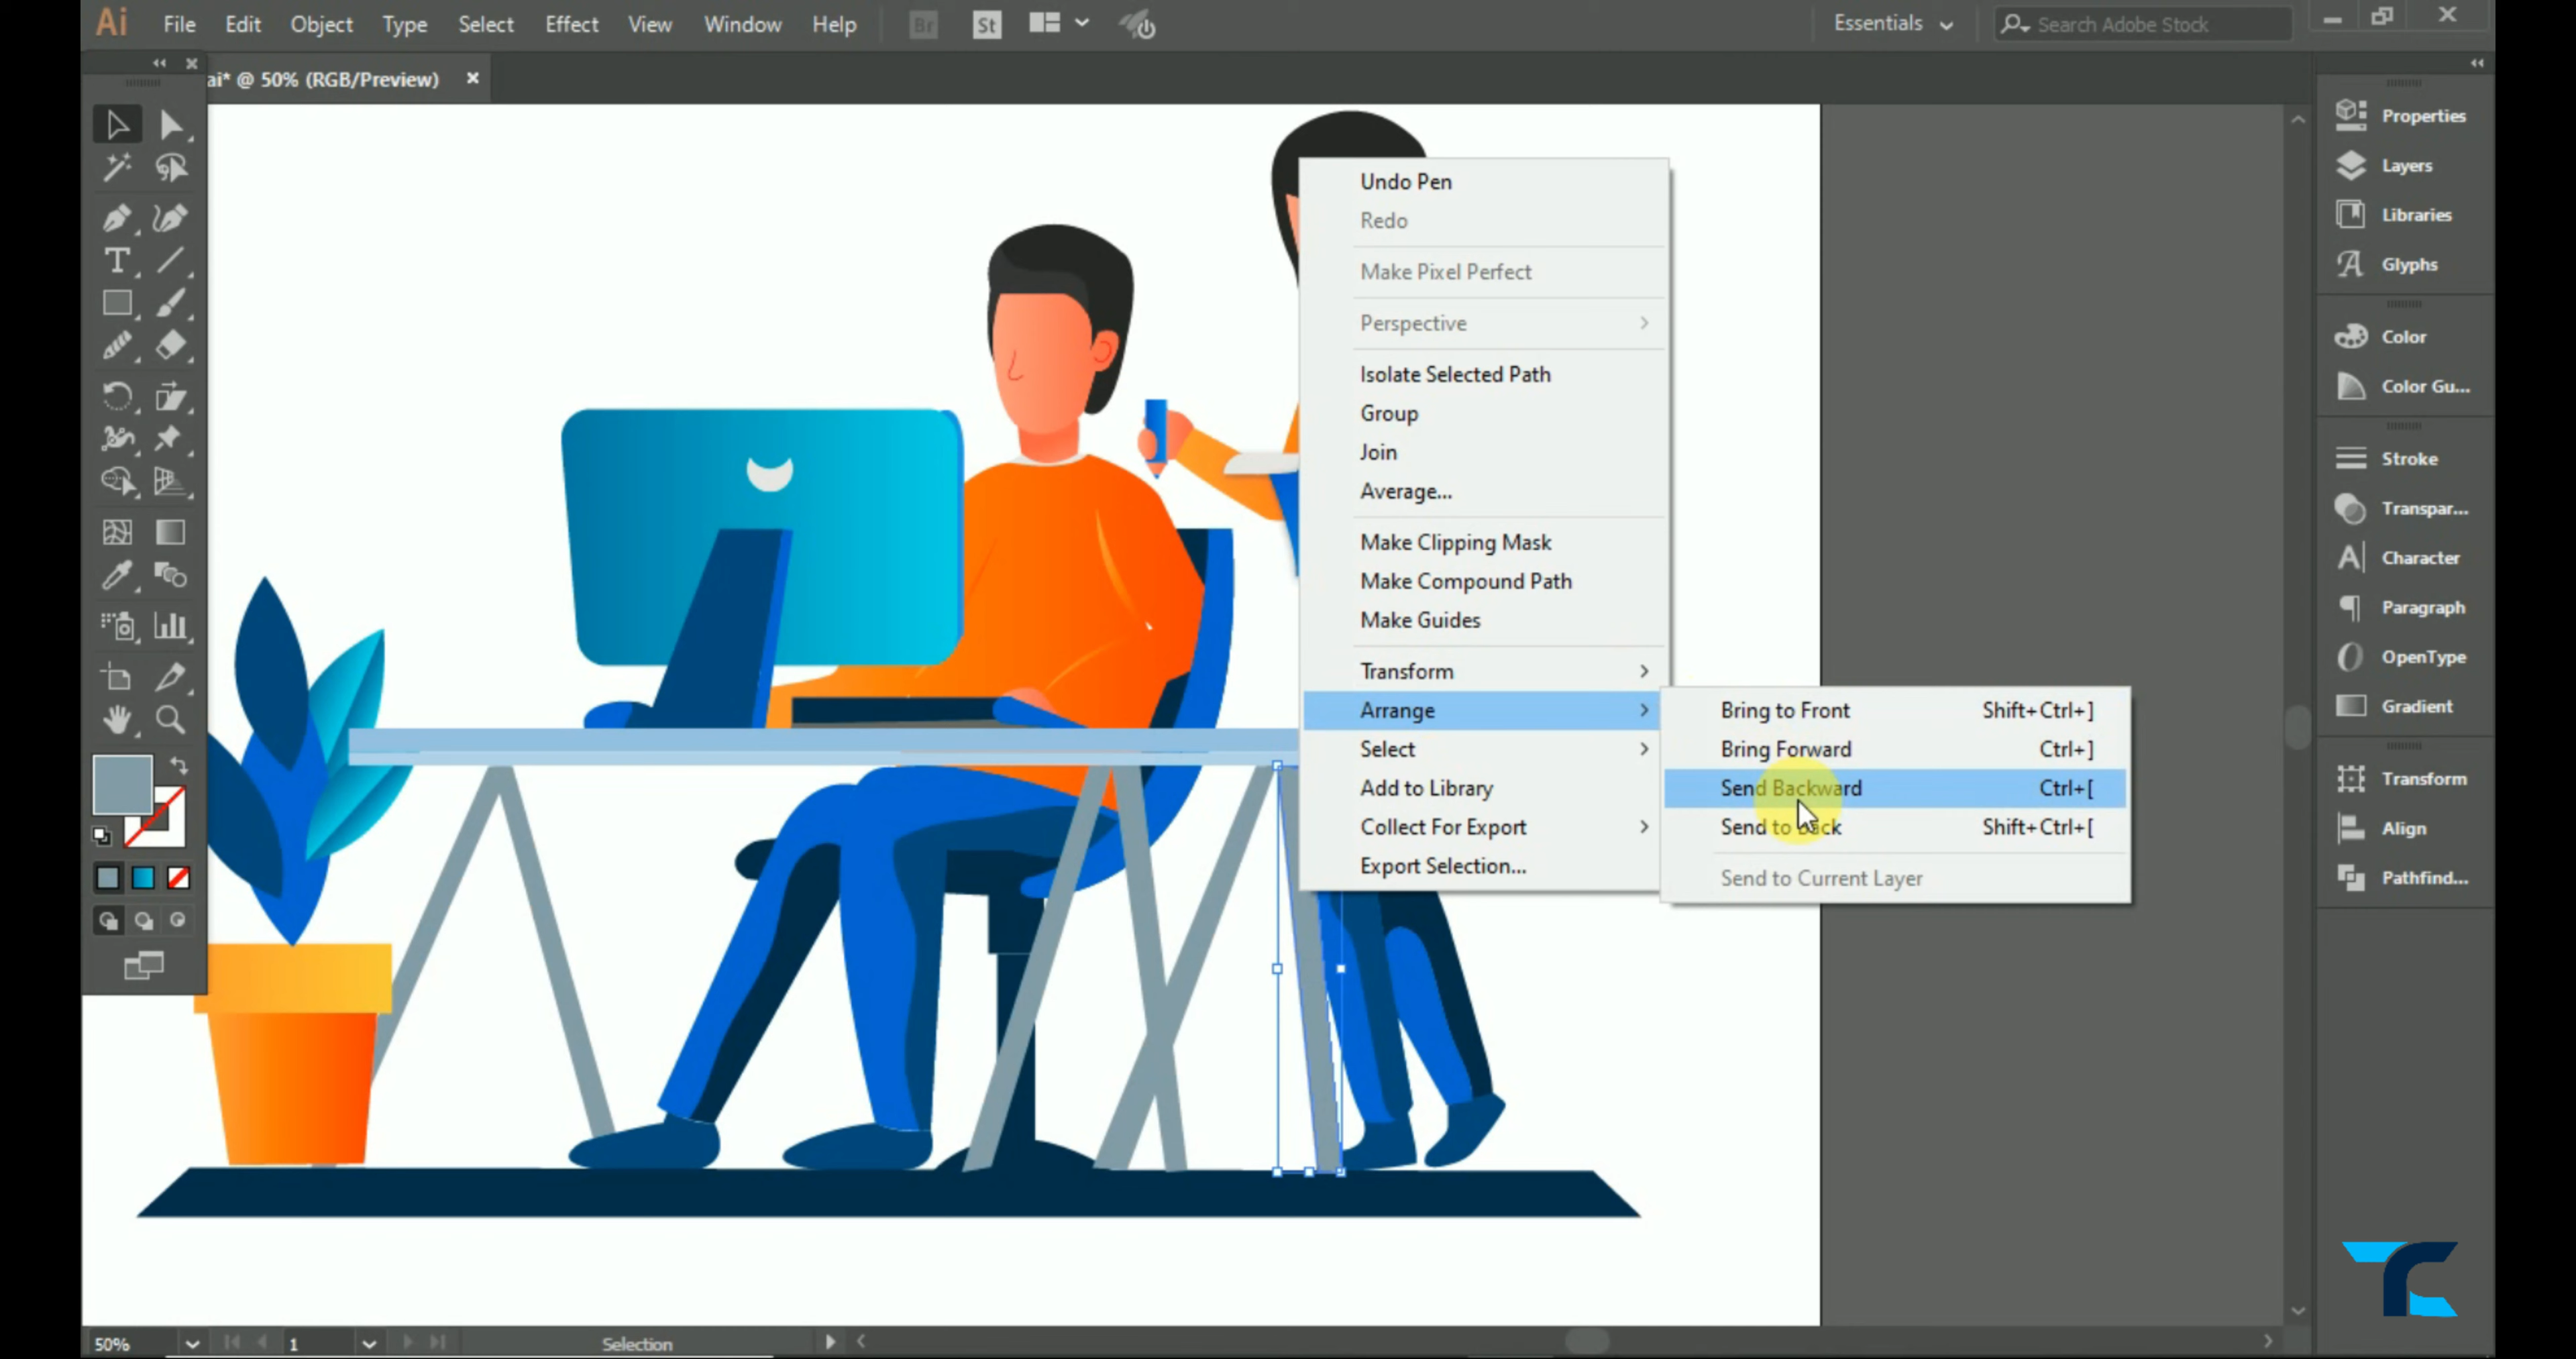 Ai File Edit Object Type Select Effect View Window Help Br St Essentials Search Adobe Stock
ai* @ 50% (RGB/Preview)
Undo Pen
Redo
Make Pixel Perfect
Perspective
Isolate Selected Path
Group
Join
Average...
Make Clipping Mask
Make Compound Path
Make Guides
Transform
Arrange
Select
Add to Library
Collect For Export
Export Selection...
Bring to Front Shift+Ctrl+]
Bring Forward Ctrl+]
Send Backward Ctrl+[
Send to Back Shift+Ctrl+[
Send to Current Layer
Properties
Layers
Libraries
Glyphs
Color
Color Gu...
Stroke
Transpar...
Character
Paragraph
OpenType
Gradient
Transform
Align
Pathfind...
TC
50% 1 Selection